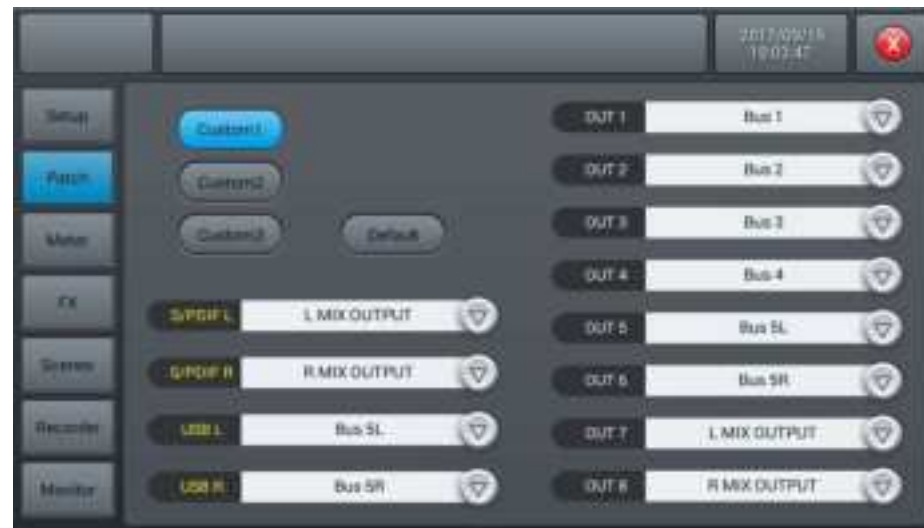 2017/09/19
Setup
Patch
Meter
FX
Scenes
Recorder
Monitor
Custom1
Custom2
Custom3
Default
S/PDIF L
L MIX OUTPUT
S/PDIF R
R MIX OUTPUT
USB L
Bus 5L
USB R
Bus 5R
OUT 1
Bus 1
OUT 2
Bus 2
OUT 3
Bus 3
OUT 4
Bus 4
OUT 5
Bus 5L
OUT 6
Bus 5R
OUT 7
L MIX OUTPUT
OUT 8
R MIX OUTPUT